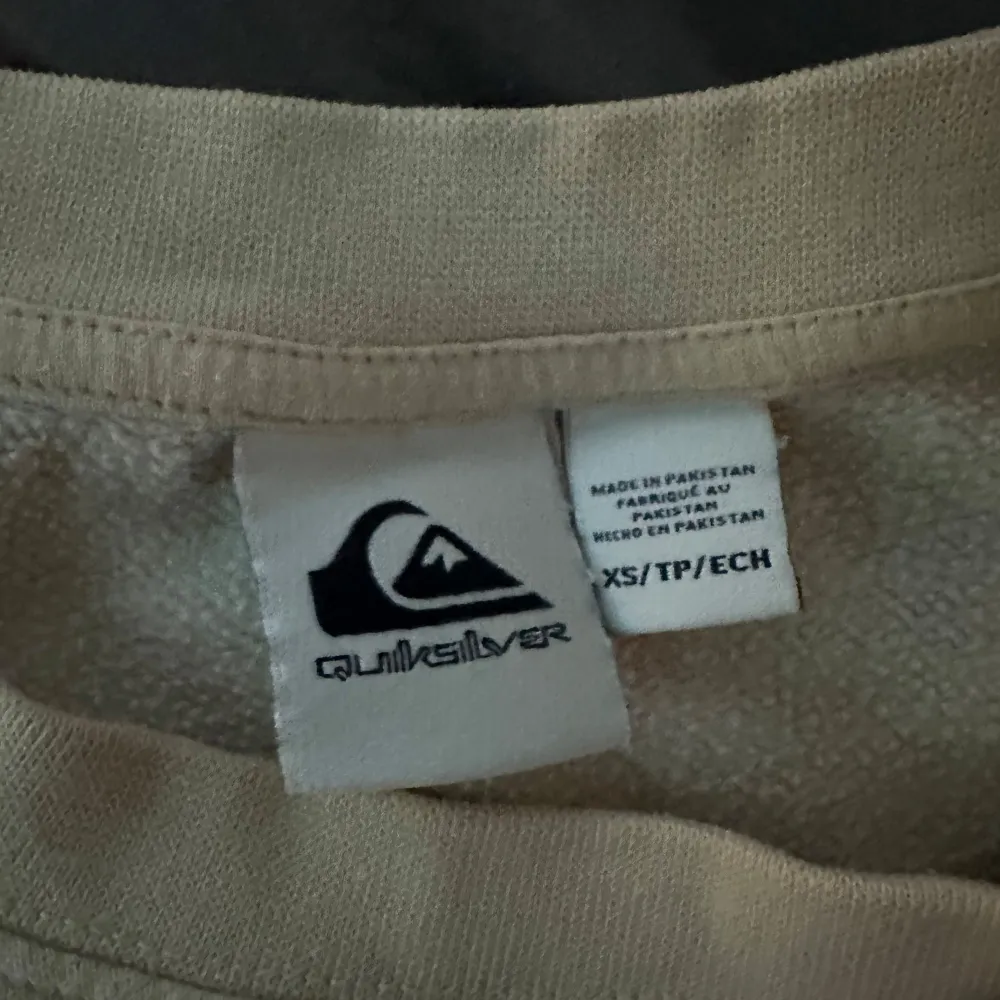 QUIKSILVER
MADE IN PAKISTAN
FABRIQUÉ AU
PAKISTAN
HECHO EN PAKISTAN
XS/TP/ECH